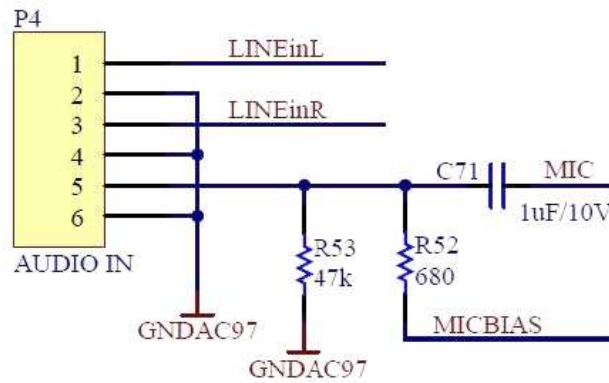 P4
1
LINEinL
2
3
LINEinR
4
5
C71
MIC
1uF/10V
6
R53
47k
R52
680
AUDIO IN
GNDAC97
MICBIAS
GNDAC97